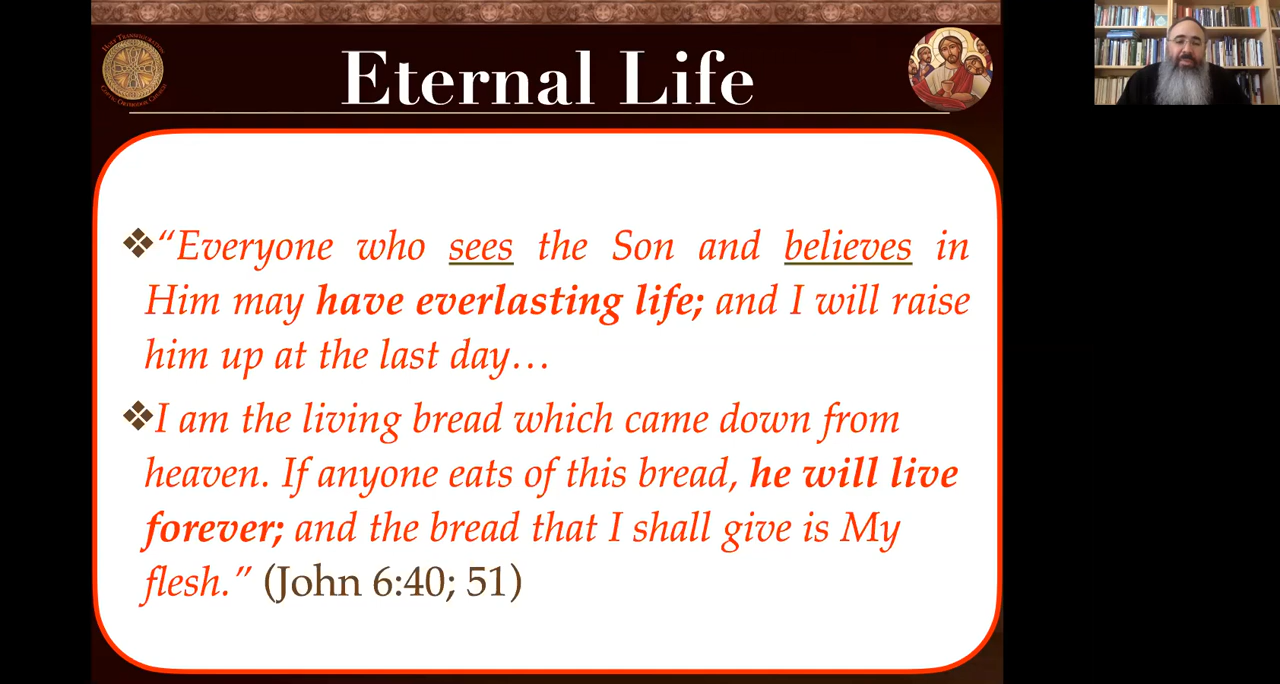 Eternal Life
❖“Everyone who sees the Son and believes in
Him may have everlasting life; and I will raise
him up at the last day…
❖I am the living bread which came down from
heaven. If anyone eats of this bread, he will live
forever; and the bread that I shall give is My
flesh.” (John 6:40; 51)